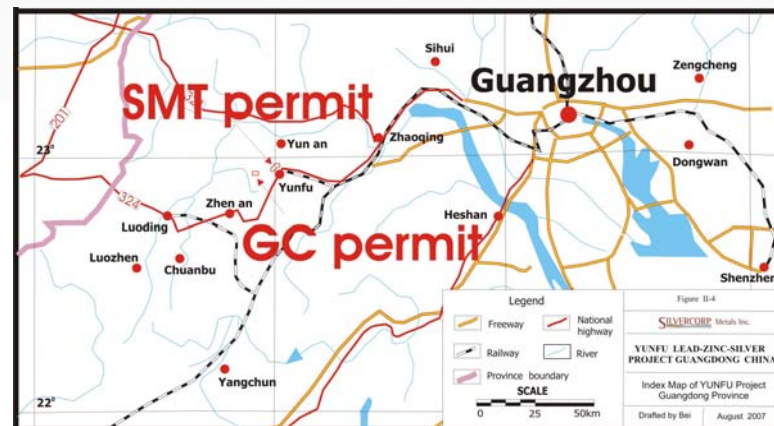 Sihui
Guangzhou
Zengcheng
SMT permit
201
Yun an
Zhaoqing
23°
Dongwan
Yunfu
324
Zhen an
Luoding
Heshan
GC permit
Luozhen
Chuanbu
Shenzhen
Yangchun
22°
Legend
Freeway
National
highway
Railway
River
Province boundary
SCALE
0 25 50km
Figure II-4
SILVERCORP Metals Inc.
YUNFU LEAD-ZINC-SILVER
PROJECT GUANGDONG CHINA
Index Map of YUNFU Project
Guangdong Province
Drafted by Bei August 2007